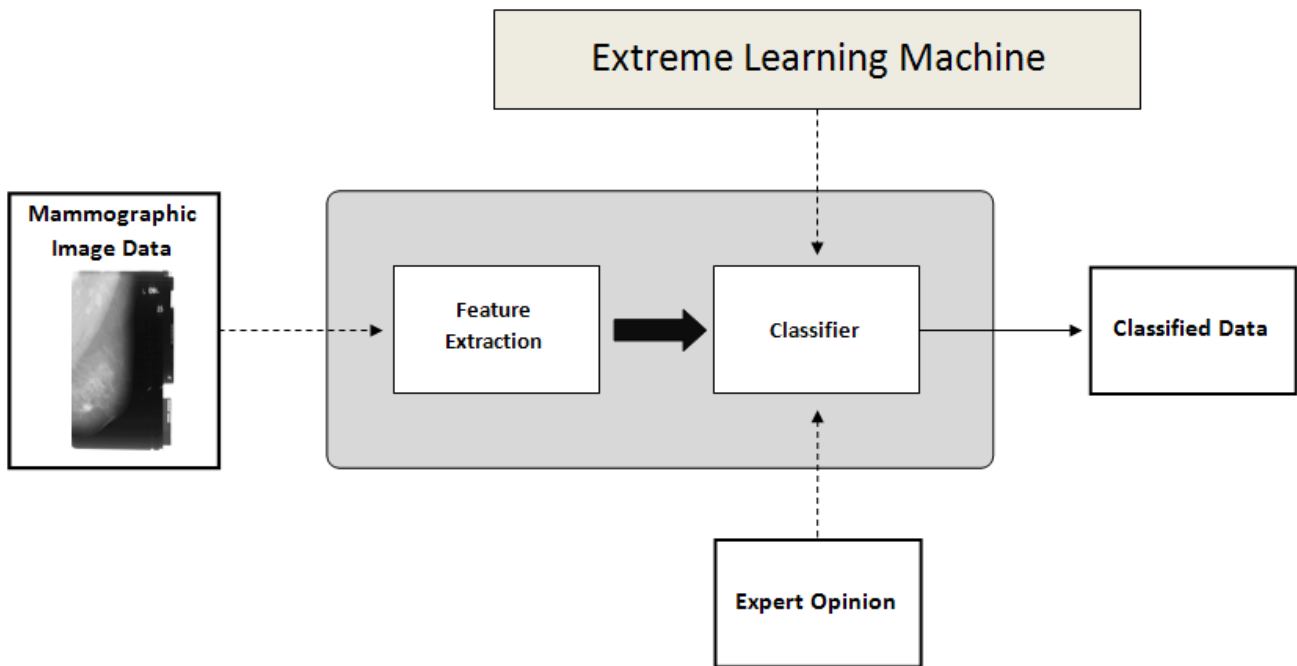 Extreme Learning Machine
Mammographic
Image Data
Feature
Extraction
Classifier
Classified Data
Expert Opinion